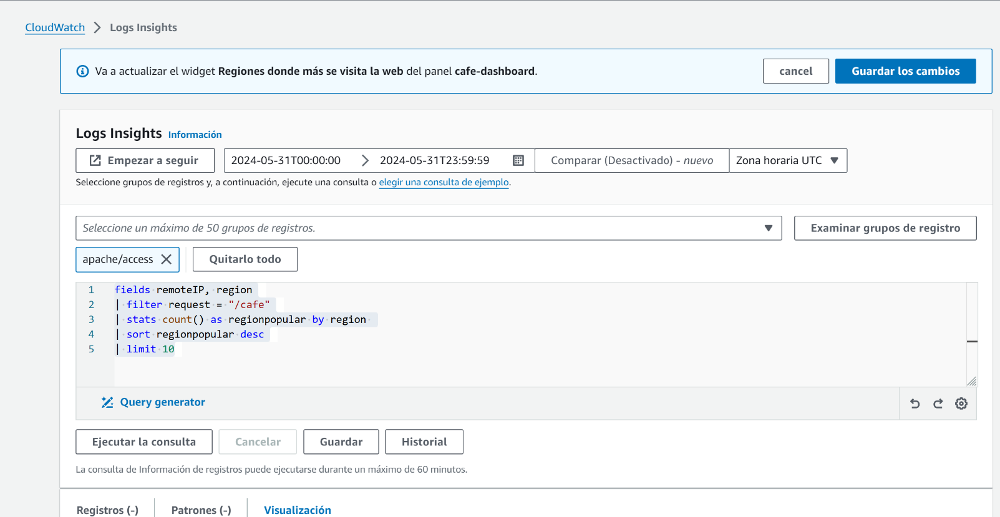 CloudWatch > Logs Insights
Va a actualizar el widget Regiones donde más se visita la web del panel cafe-dashboard.
cancel
Guardar los cambios
Logs Insights Información
Empezar a seguir
2024-05-31T00:00:00 > 2024-05-31T23:59:59
Comparar (Desactivado) - nuevo
Zona horaria UTC
Seleccione grupos de registros y, a continuación, ejecute una consulta o elegir una consulta de ejemplo.
Seleccione un máximo de 50 grupos de registros.
Examinar grupos de registro
apache/access
Quitarlo todo
1 fields remoteIP, region
2 | filter request = "/cafe"
3 | stats count() as regionpopular by region
4 | sort regionpopular desc
5 | limit 10
Query generator
Ejecutar la consulta
Cancelar
Guardar
Historial
La consulta de Información de registros puede ejecutarse durante un máximo de 60 minutos.
Registros (-)
Patrones (-)
Visualización